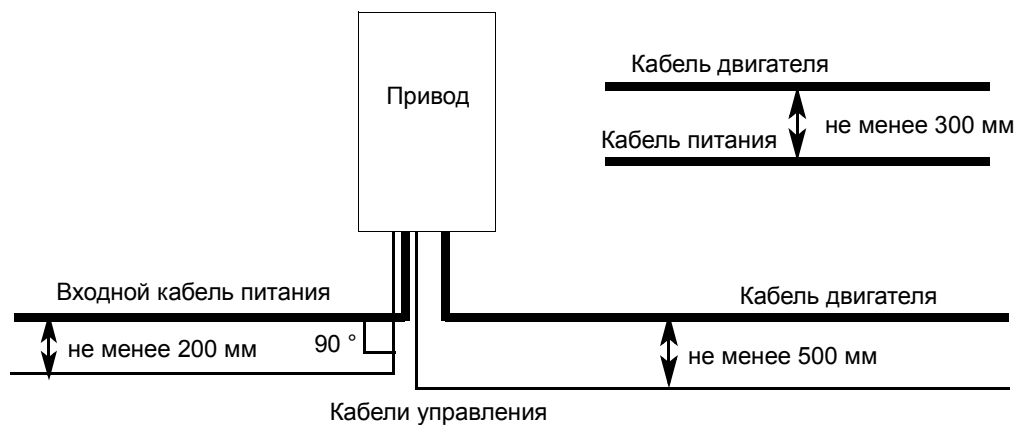 Кабель двигателя
Привод
не менее 300 мм
Кабель питания
Входной кабель питания
Кабель двигателя
не менее 200 мм
90 °
не менее 500 мм
Кабели управления